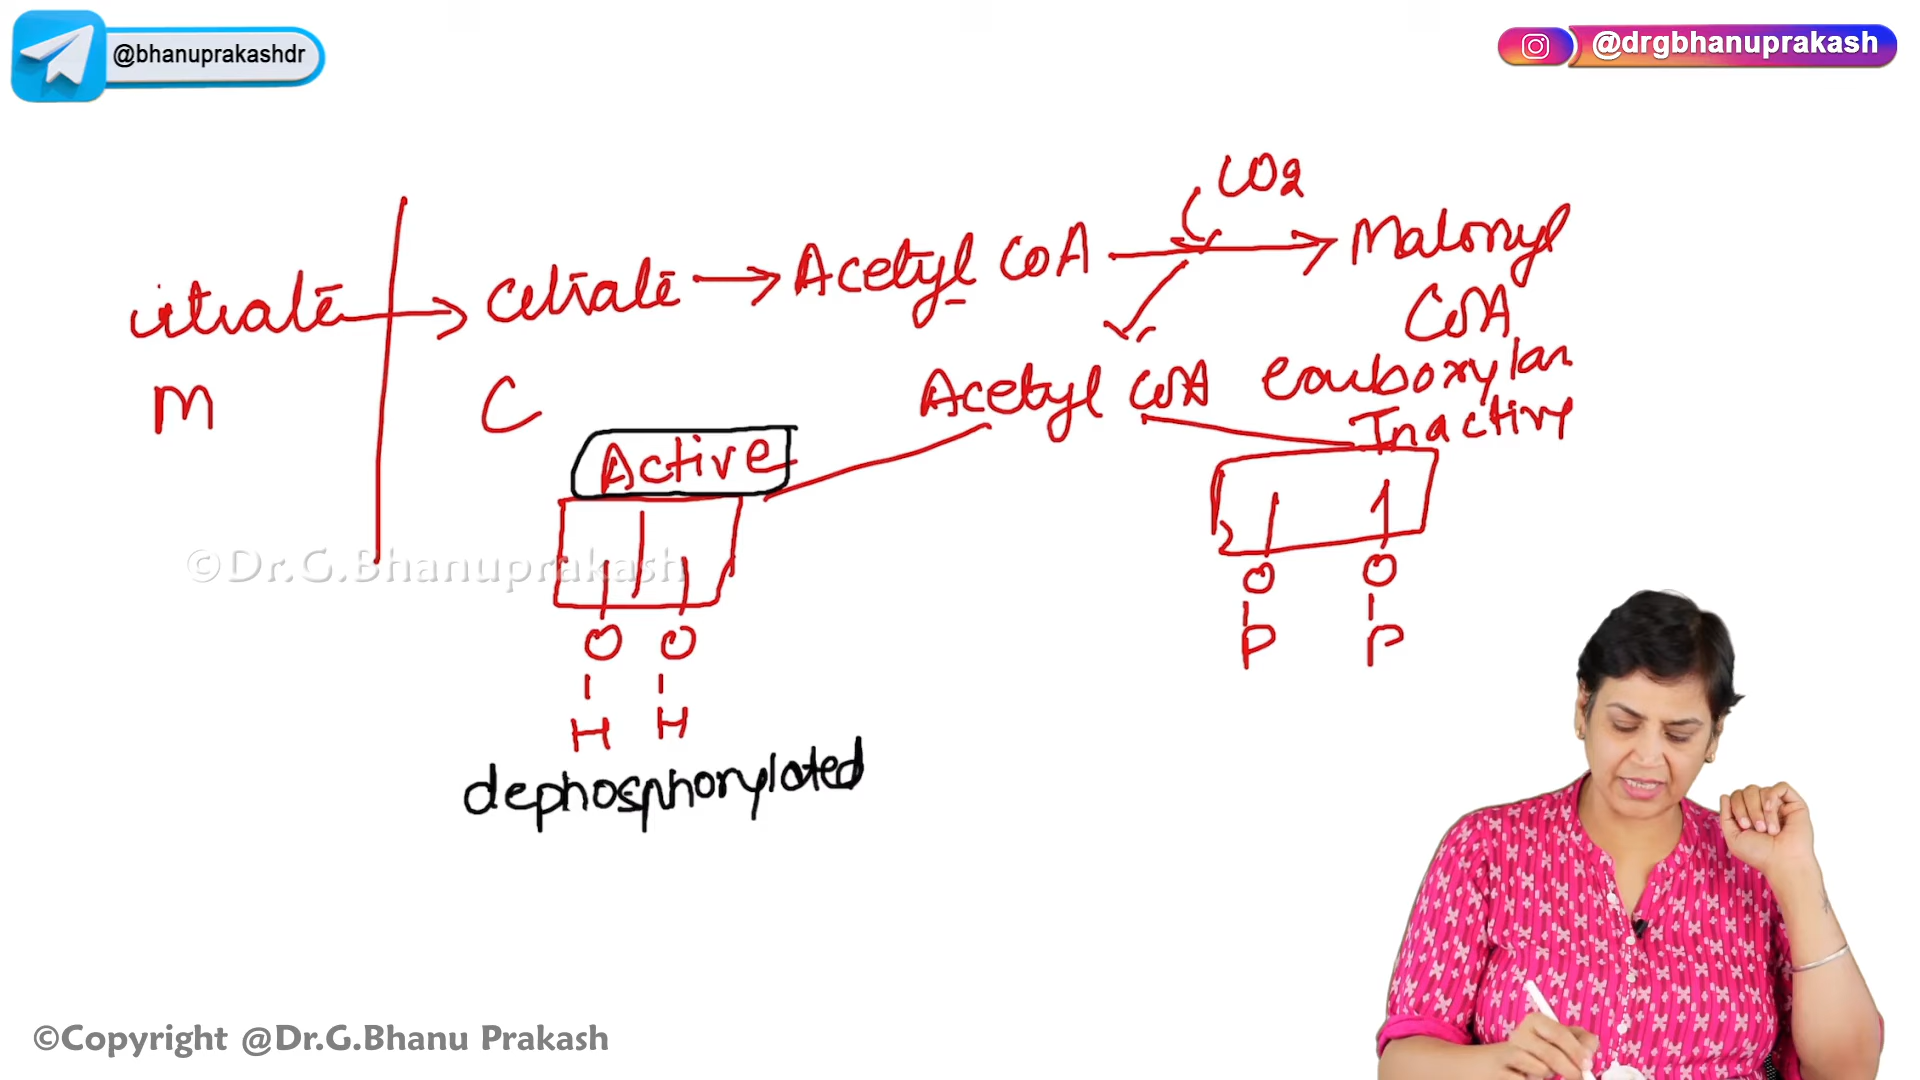 @bhanuprakashdr
@drgbhanuprakash
CO2
citrate → Citrate → Acetyl CoA → Malonyl
CoA
M C
Acetyl CoA Carboxylas
Active
Inactive
©Dr.G.Bhanuprakash
O O
O O
P P
H H
dephosphorylated
©Copyright @Dr.G.Bhanu Prakash